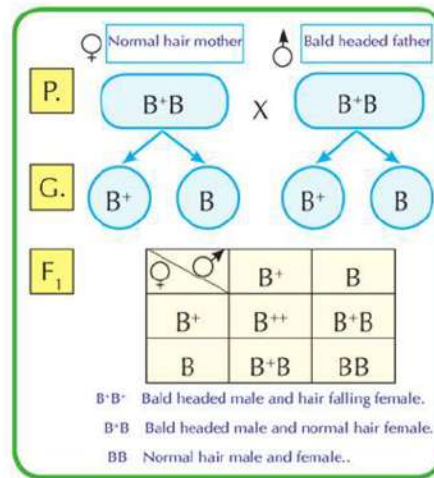 ♀ Normal hair mother ♂ Bald headed father
P. B⁺B X B⁺B
G. B⁺ B B⁺ B
F₁ ♀ ♂ B⁺ B
B⁺ B⁺⁺ B⁺B
B B⁺B BB
B⁺B⁺ Bald headed male and hair falling female.
B⁺B Bald headed male and normal hair female.
BB Normal hair male and female..